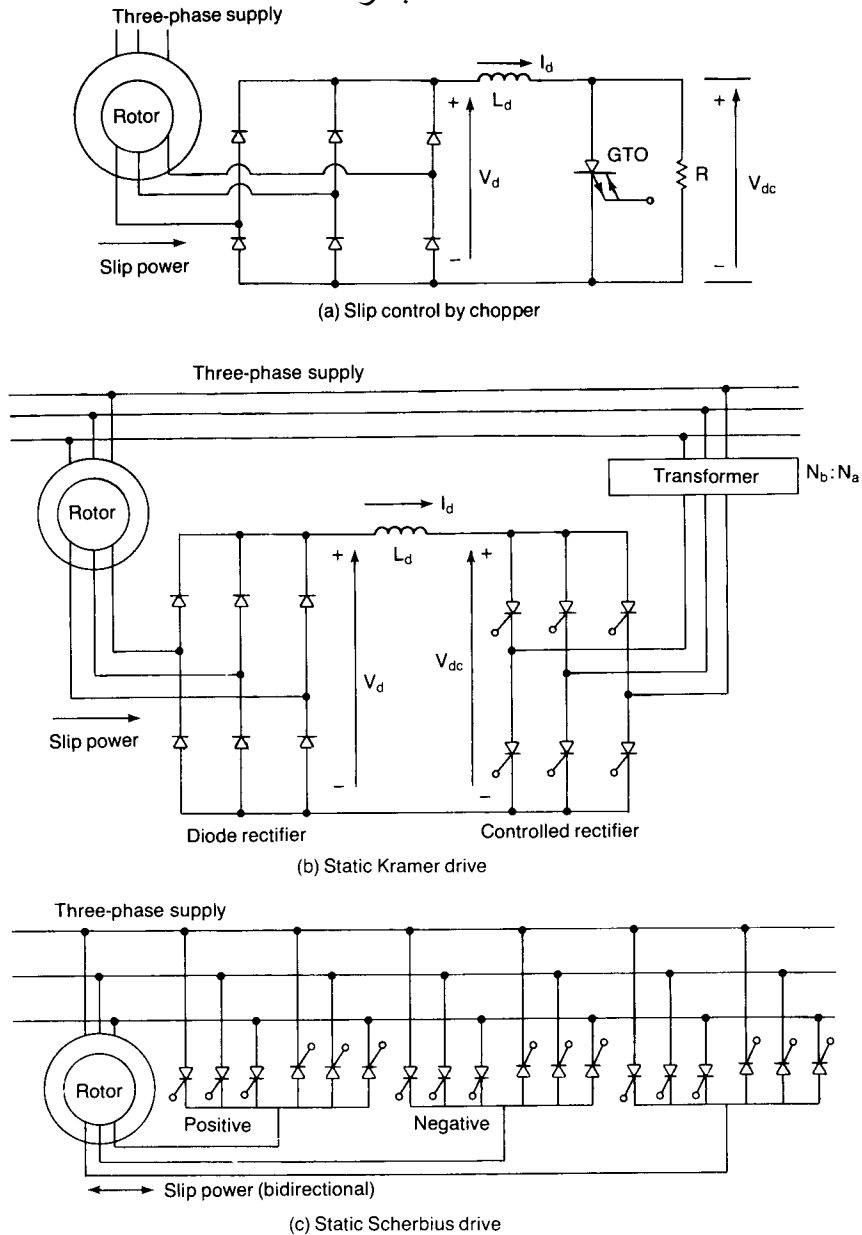 Three-phase supply
Rotor
Slip power
+
V_d
−
I_d
L_d
GTO
R
+
V_dc
−
(a) Slip control by chopper
Three-phase supply
Transformer
N_b : N_a
Rotor
I_d
L_d
+
V_d
−
+
V_dc
−
Slip power
Diode rectifier
Controlled rectifier
(b) Static Kramer drive
Three-phase supply
Rotor
Positive
Negative
Slip power (bidirectional)
(c) Static Scherbius drive